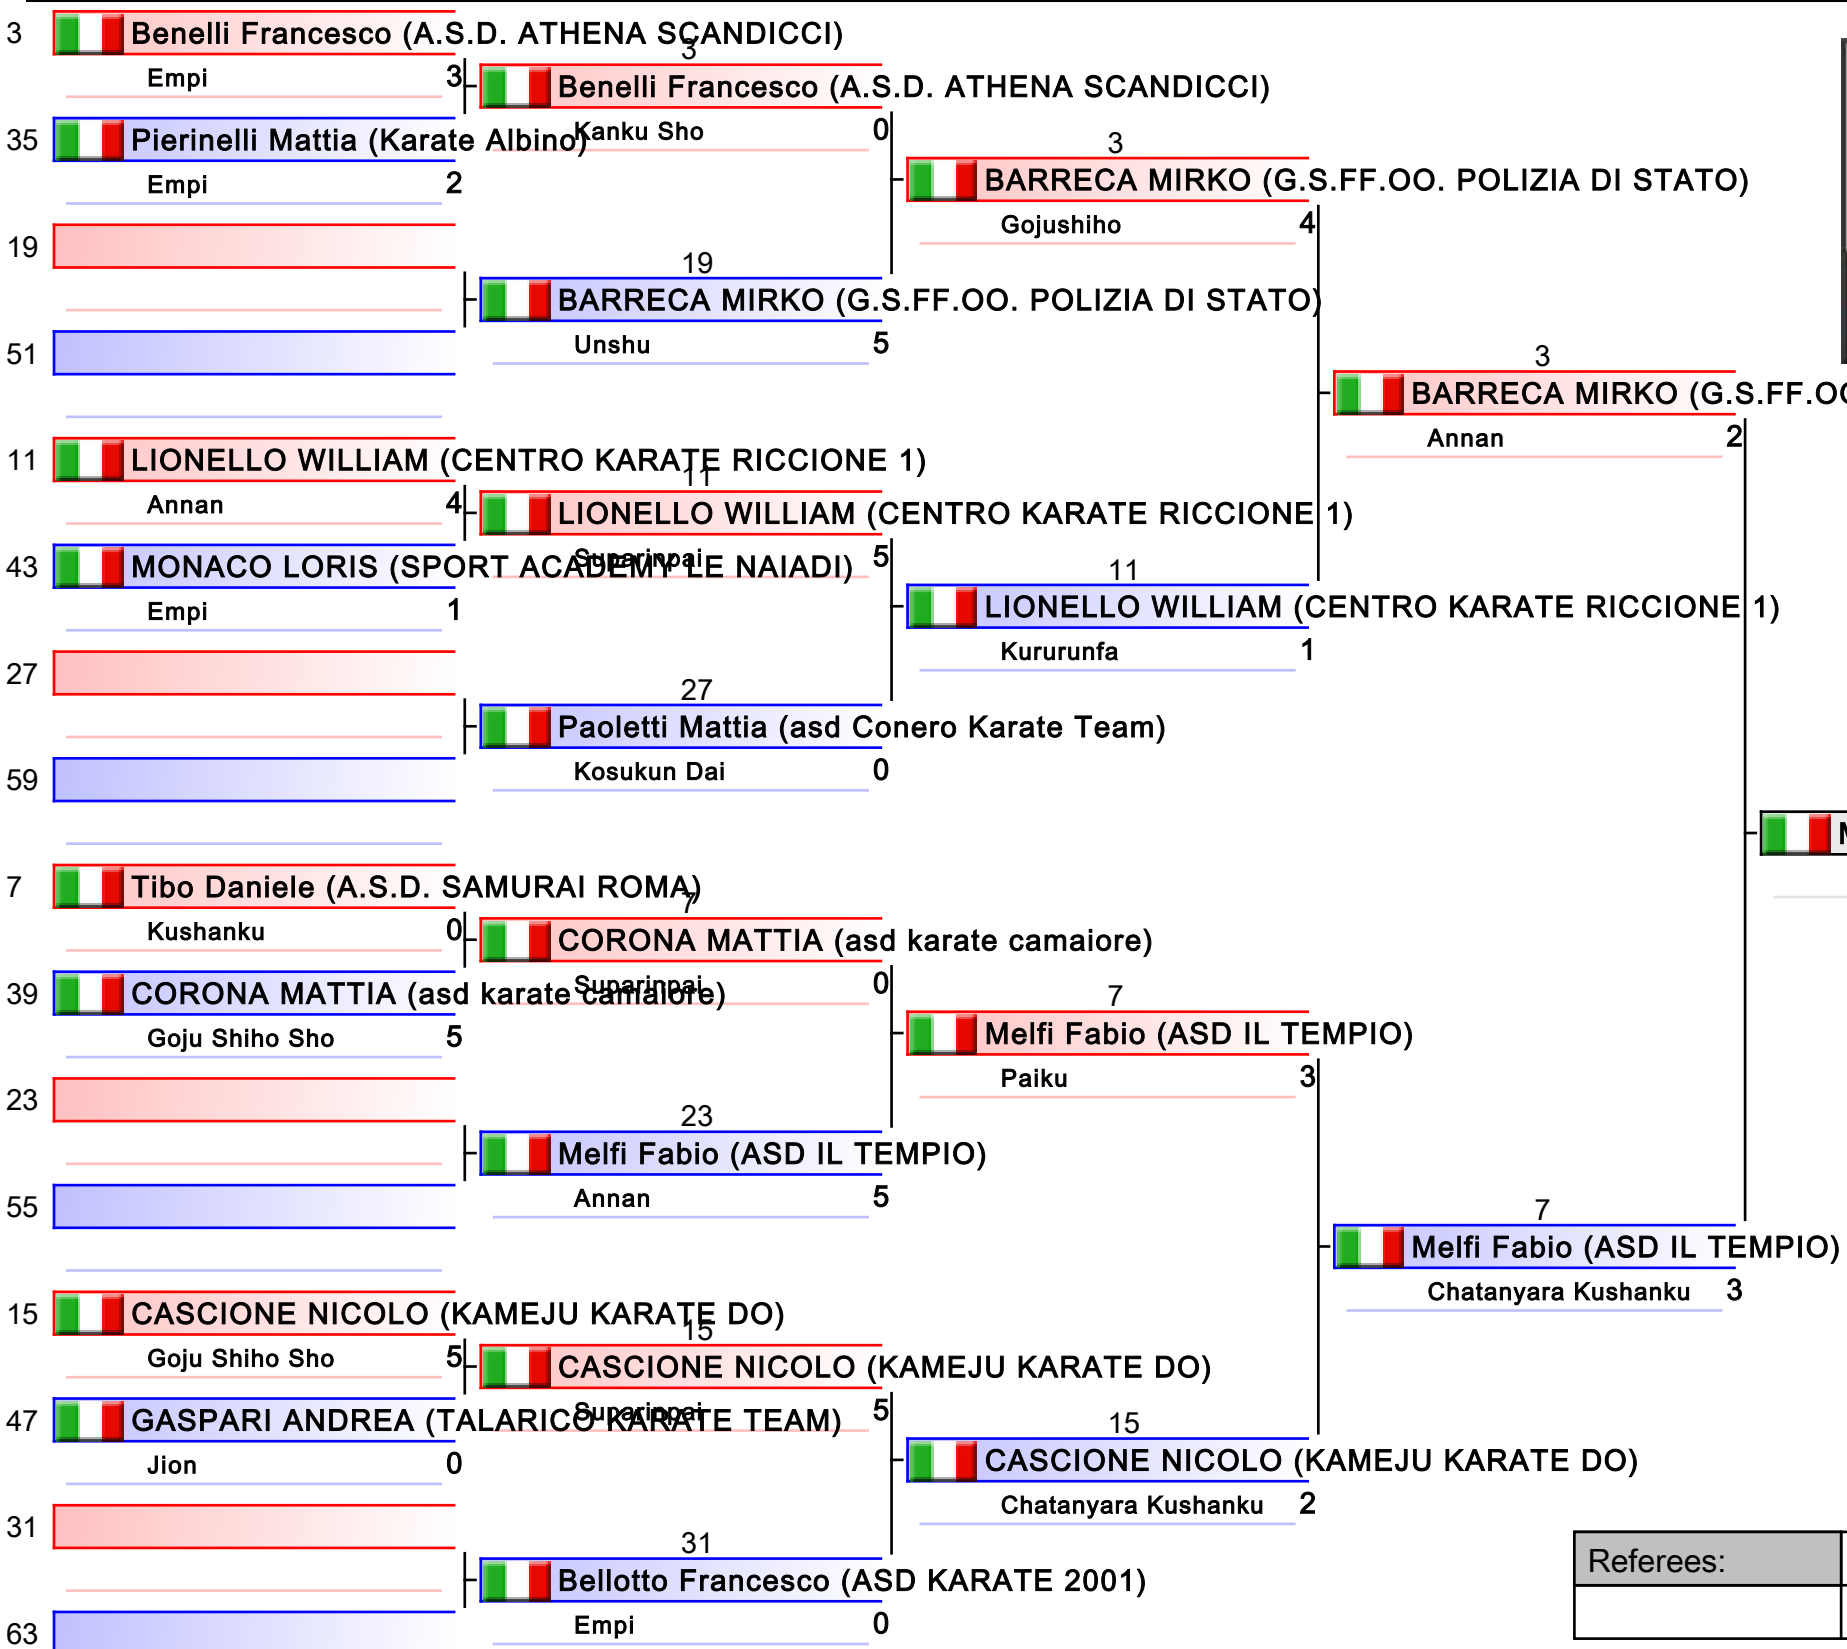 3
Benelli Francesco (A.S.D. ATHENA SCANDICCI)
Empi 3
35
Pierinelli Mattia (Karate Albino)
Empi 2
19
51
11
LIONELLO WILLIAM (CENTRO KARATE RICCIONE 1)
Annan 4
43
MONACO LORIS (SPORT ACADEMY LE NAIADI)
Empi 1
27
59
7
Tibo Daniele (A.S.D. SAMURAI ROMA)
Kushanku 0
39
CORONA MATTIA (asd karate camaiore)
Goju Shiho Sho 5
23
55
15
CASCIONE NICOLO (KAMEJU KARATE DO)
Goju Shiho Sho 5
47
GASPARI ANDREA (TALARICO KARATE TEAM)
Jion 0
31
63
3
Benelli Francesco (A.S.D. ATHENA SCANDICCI)
Kanku Sho 0
19
BARRECA MIRKO (G.S.FF.OO. POLIZIA DI STATO)
Unshu 5
11
LIONELLO WILLIAM (CENTRO KARATE RICCIONE 1)
Suparinpai 5
27
Paoletti Mattia (asd Conero Karate Team)
Kosukun Dai 0
7
CORONA MATTIA (asd karate camaiore)
Suparinpai 0
23
Melfi Fabio (ASD IL TEMPIO)
Annan 5
15
CASCIONE NICOLO (KAMEJU KARATE DO)
Suparinpai 5
31
Bellotto Francesco (ASD KARATE 2001)
Empi 0
3
BARRECA MIRKO (G.S.FF.OO. POLIZIA DI STATO)
Gojushiho 4
11
LIONELLO WILLIAM (CENTRO KARATE RICCIONE 1)
Kururunfa 1
7
Melfi Fabio (ASD IL TEMPIO)
Paiku 3
15
CASCIONE NICOLO (KAMEJU KARATE DO)
Chatanyara Kushanku 2
3
BARRECA MIRKO (G.S.FF.O
Annan 2
7
Melfi Fabio (ASD IL TEMPIO)
Chatanyara Kushanku 3
Referees: